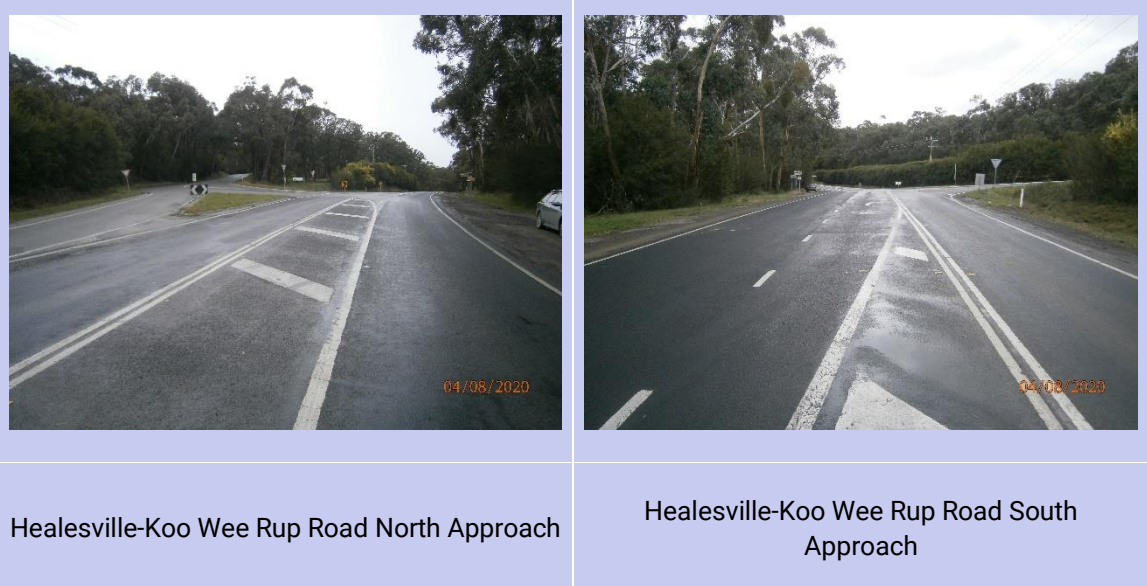 04/08/2020
04/08/2020
Healesville-Koo Wee Rup Road North Approach
Healesville-Koo Wee Rup Road South
Approach